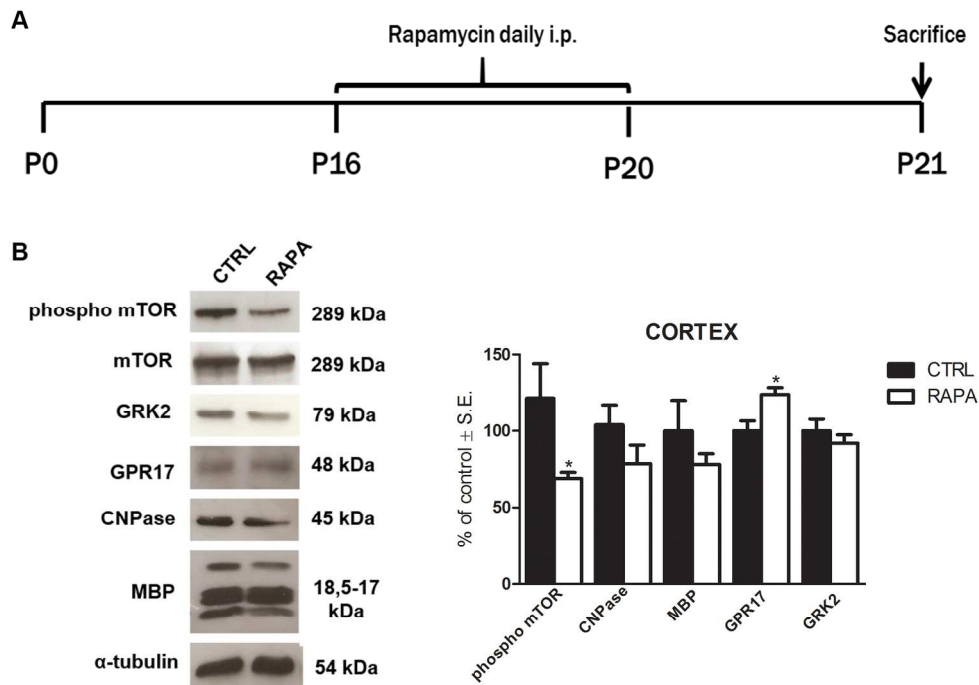 A
Rapamycin daily i.p.
Sacrifice
P0
P16
P20
P21
B
CTRL
RAPA
phospho mTOR
289 kDa
mTOR
289 kDa
GRK2
79 kDa
GPR17
48 kDa
CNPase
45 kDa
MBP
18,5-17
kDa
α-tubulin
54 kDa
CORTEX
% of control ± S.E.
150
100
50
0
*
*
CTRL
RAPA
phospho mTOR
CNPase
MBP
GPR17
GRK2